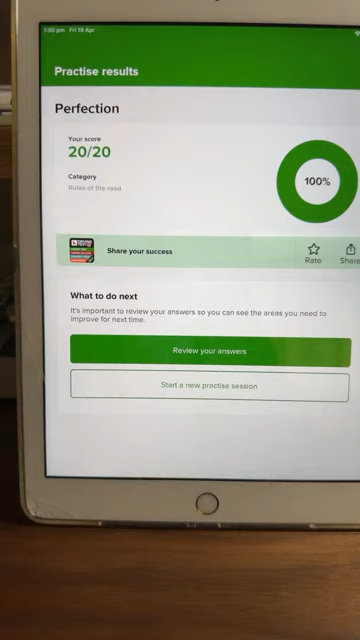 1:00 pm Fri 19 Apr
Practise results
Perfection
Your score
20/20
Category
Rules of the road
100%
Share your success
Rate
Share
What to do next
It's important to review your answers so you can see the areas you need to
improve for next time.
Review your answers
Start a new practise session